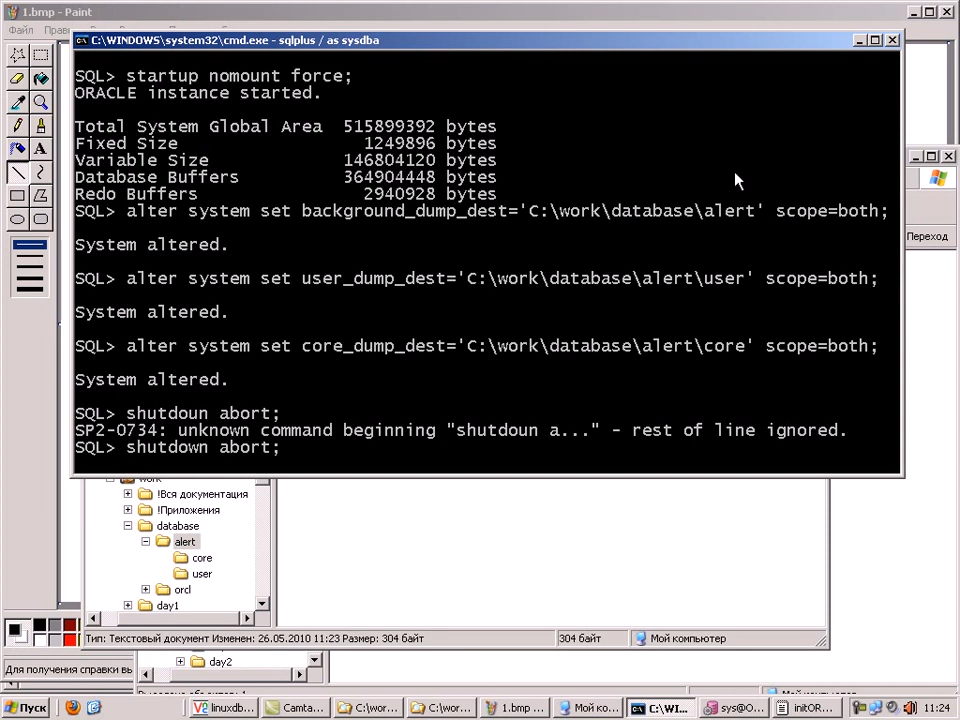 1.bmp - Paint
Файл
C:\WINDOWS\system32\cmd.exe - sqlplus / as sysdba
SQL> startup nomount force;
ORACLE instance started.
Total System Global Area 515899392 bytes
Fixed Size 1249896 bytes
Variable Size 146804120 bytes
Database Buffers 364904448 bytes
Redo Buffers 2940928 bytes
SQL> alter system set background_dump_dest='C:\work\database\alert' scope=both;
System altered.
SQL> alter system set user_dump_dest='C:\work\database\alert\user' scope=both;
System altered.
SQL> alter system set core_dump_dest='C:\work\database\alert\core' scope=both;
System altered.
SQL> shutdoun abort;
SP2-0734: unknown command beginning "shutdoun a..." - rest of line ignored.
SQL> shutdown abort;
Переход
work
!Вся документация
!Приложения
database
alert
core
user
orcl
day1
Тип: Текстовый документ Изменен: 26.05.2010 11:23 Размер: 304 байт
304 байт
Мой компьютер
Для получения справки вы
day2
Пуск
linuxdb...
Camta...
C:\wor...
C:\wor...
1.bmp ...
Мой ко...
C:\WI...
sys@O...
initOR...
11:24